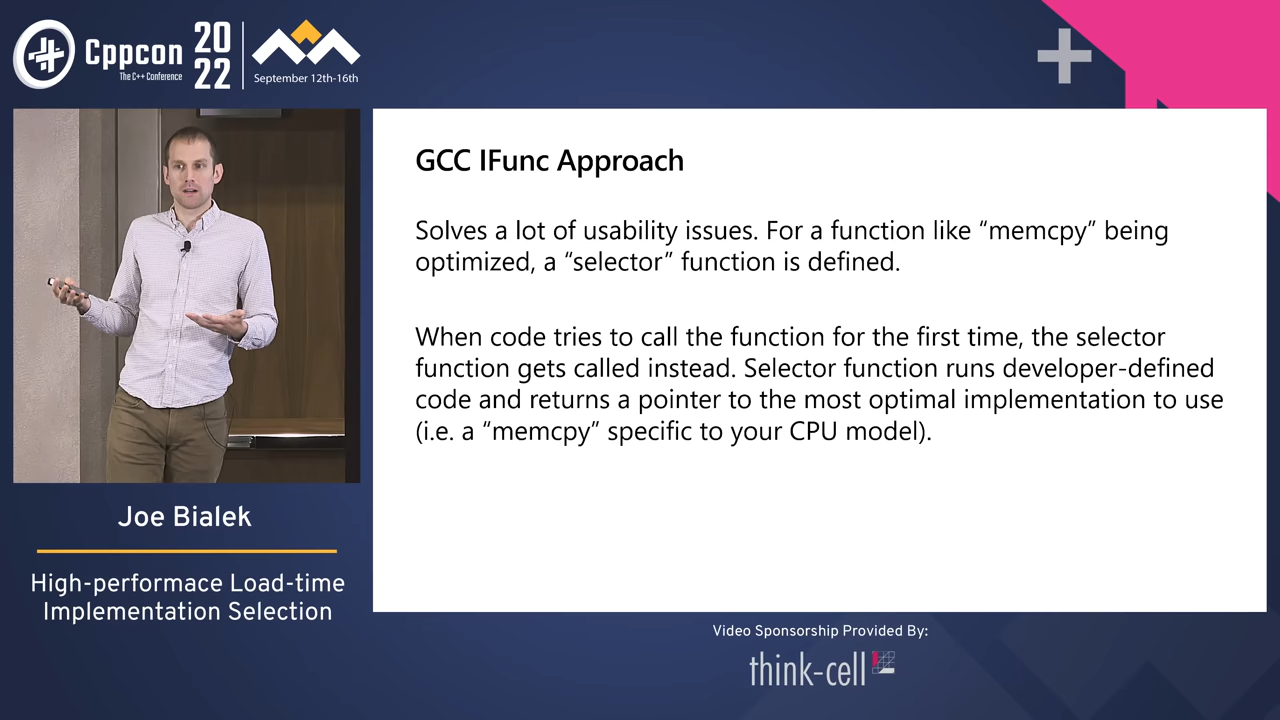 Cppcon
The C++ Conference
20
22
September 12th-16th
GCC IFunc Approach
Solves a lot of usability issues. For a function like “memcpy” being
optimized, a “selector” function is defined.
When code tries to call the function for the first time, the selector
function gets called instead. Selector function runs developer-defined
code and returns a pointer to the most optimal implementation to use
(i.e. a “memcpy” specific to your CPU model).
Joe Bialek
High-performace Load-time
Implementation Selection
Video Sponsorship Provided By:
think-cell